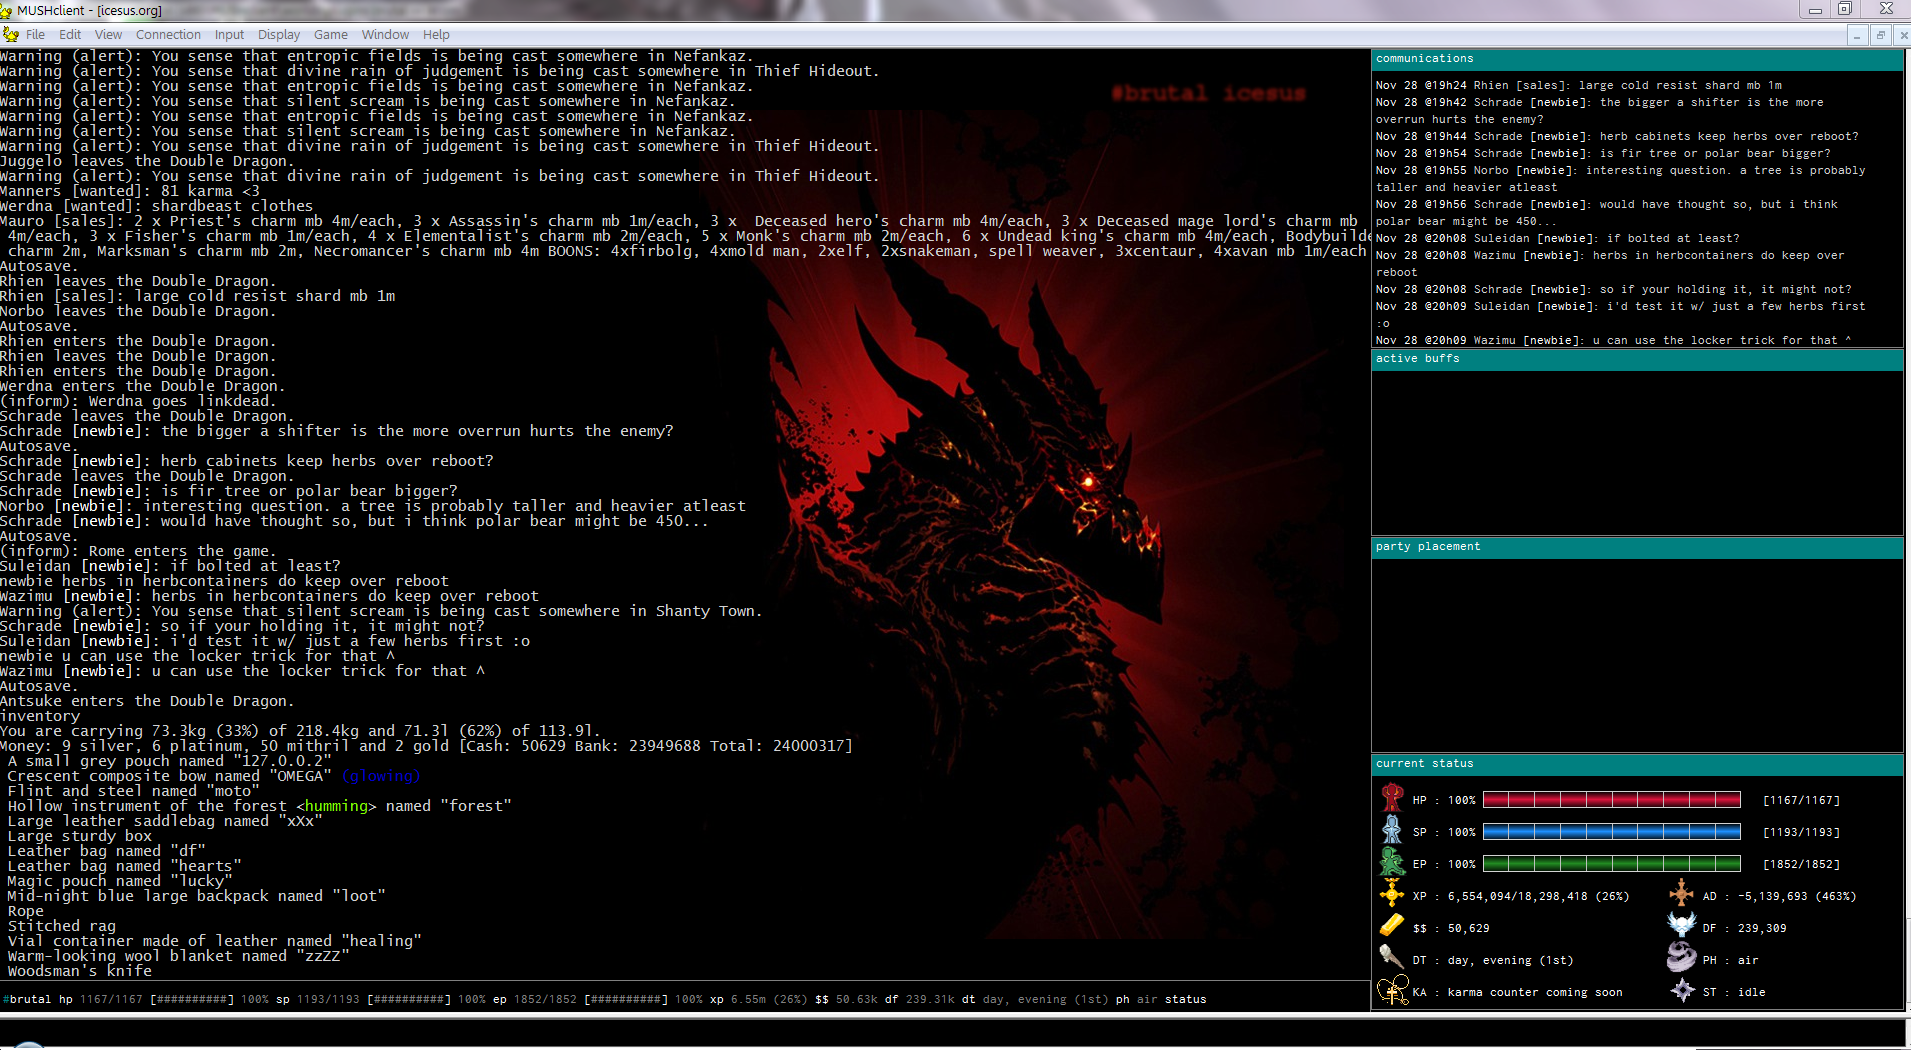 MUSHclient - [icesus.org]
File Edit View Connection Input Display Game Window Help
Warning (alert): You sense that entropic fields is being cast somewhere in Nefankaz.
Warning (alert): You sense that divine rain of judgement is being cast somewhere in Thief Hideout.
Warning (alert): You sense that entropic fields is being cast somewhere in Nefankaz.
Warning (alert): You sense that silent scream is being cast somewhere in Nefankaz.
Warning (alert): You sense that entropic fields is being cast somewhere in Nefankaz.
Warning (alert): You sense that silent scream is being cast somewhere in Nefankaz.
Warning (alert): You sense that divine rain of judgement is being cast somewhere in Thief Hideout.
Juggelo leaves the Double Dragon.
Warning (alert): You sense that divine rain of judgement is being cast somewhere in Thief Hideout.
Manners [wanted]: 81 karma <3
Werdna [wanted]: shardbeast clothes
Mauro [sales]: 2 x Priest's charm mb 4m/each, 3 x Assassin's charm mb 1m/each, 3 x  Deceased hero's charm mb 4m/each, 3 x Deceased mage lord's charm mb
4m/each, 3 x Fisher's charm mb 1m/each, 4 x Elementalist's charm mb 2m/each, 5 x Monk's charm mb 2m/each, 6 x Undead king's charm mb 4m/each, Bodybuilde
charm 2m, Marksman's charm mb 2m, Necromancer's charm mb 4m BOONS: 4xfirbolg, 4xmold man, 2xelf, 2xsnakeman, spell weaver, 3xcentaur, 4xavan mb 1m/each
Autosave.
Rhien leaves the Double Dragon.
Rhien [sales]: large cold resist shard mb 1m
Norbo leaves the Double Dragon.
Autosave.
Rhien enters the Double Dragon.
Rhien leaves the Double Dragon.
Rhien enters the Double Dragon.
Werdna enters the Double Dragon.
(inform): Werdna goes linkdead.
Schrade leaves the Double Dragon.
Schrade [newbie]: the bigger a shifter is the more overrun hurts the enemy?
Autosave.
Schrade [newbie]: herb cabinets keep herbs over reboot?
Schrade leaves the Double Dragon.
Schrade [newbie]: is fir tree or polar bear bigger?
Norbo [newbie]: interesting question. a tree is probably taller and heavier atleast
Schrade [newbie]: would have thought so, but i think polar bear might be 450...
Autosave.
(inform): Rome enters the game.
Suleidan [newbie]: if bolted at least?
newbie herbs in herbcontainers do keep over reboot
Wazimu [newbie]: herbs in herbcontainers do keep over reboot
Warning (alert): You sense that silent scream is being cast somewhere in Shanty Town.
Schrade [newbie]: so if your holding it, it might not?
Suleidan [newbie]: i'd test it w/ just a few herbs first :o
newbie u can use the locker trick for that ^
Wazimu [newbie]: u can use the locker trick for that ^
Autosave.
Antsuke enters the Double Dragon.
inventory
You are carrying 73.3kg (33%) of 218.4kg and 71.3l (62%) of 113.9l.
Money: 9 silver, 6 platinum, 50 mithril and 2 gold [Cash: 50629 Bank: 23949688 Total: 24000317]
A small grey pouch named "127.0.0.2"
Crescent composite bow named "OMEGA" (glowing)
Flint and steel named "moto"
Hollow instrument of the forest <humming> named "forest"
Large leather saddlebag named "xXx"
Large sturdy box
Leather bag named "df"
Leather bag named "hearts"
Magic pouch named "lucky"
Mid-night blue large backpack named "loot"
Rope
Stitched rag
Vial container made of leather named "healing"
Warm-looking wool blanket named "zzZZ"
Woodsman's knife
#brutal hp 1167/1167 [##########] 100% sp 1193/1193 [##########] 100% ep 1852/1852 [##########] 100% xp 6.55m (26%) $$ 50.63k df 239.31k dt day, evening (1st) ph air status
#brutal icesus
communications
Nov 28 @19h24 Rhien [sales]: large cold resist shard mb 1m
Nov 28 @19h42 Schrade [newbie]: the bigger a shifter is the more
overrun hurts the enemy?
Nov 28 @19h44 Schrade [newbie]: herb cabinets keep herbs over reboot?
Nov 28 @19h54 Schrade [newbie]: is fir tree or polar bear bigger?
Nov 28 @19h55 Norbo [newbie]: interesting question. a tree is probably
taller and heavier atleast
Nov 28 @19h56 Schrade [newbie]: would have thought so, but i think
polar bear might be 450...
Nov 28 @20h08 Suleidan [newbie]: if bolted at least?
Nov 28 @20h08 Wazimu [newbie]: herbs in herbcontainers do keep over
reboot
Nov 28 @20h08 Schrade [newbie]: so if your holding it, it might not?
Nov 28 @20h09 Suleidan [newbie]: i'd test it w/ just a few herbs first
:o
Nov 28 @20h09 Wazimu [newbie]: u can use the locker trick for that ^
active buffs
party placement
current status
HP : 100% [1167/1167]
SP : 100% [1193/1193]
EP : 100% [1852/1852]
XP : 6,554,094/18,298,418 (26%) AD : -5,139,693 (463%)
$$ : 50,629 DF : 239,309
DT : day, evening (1st) PH : air
KA : karma counter coming soon ST : idle